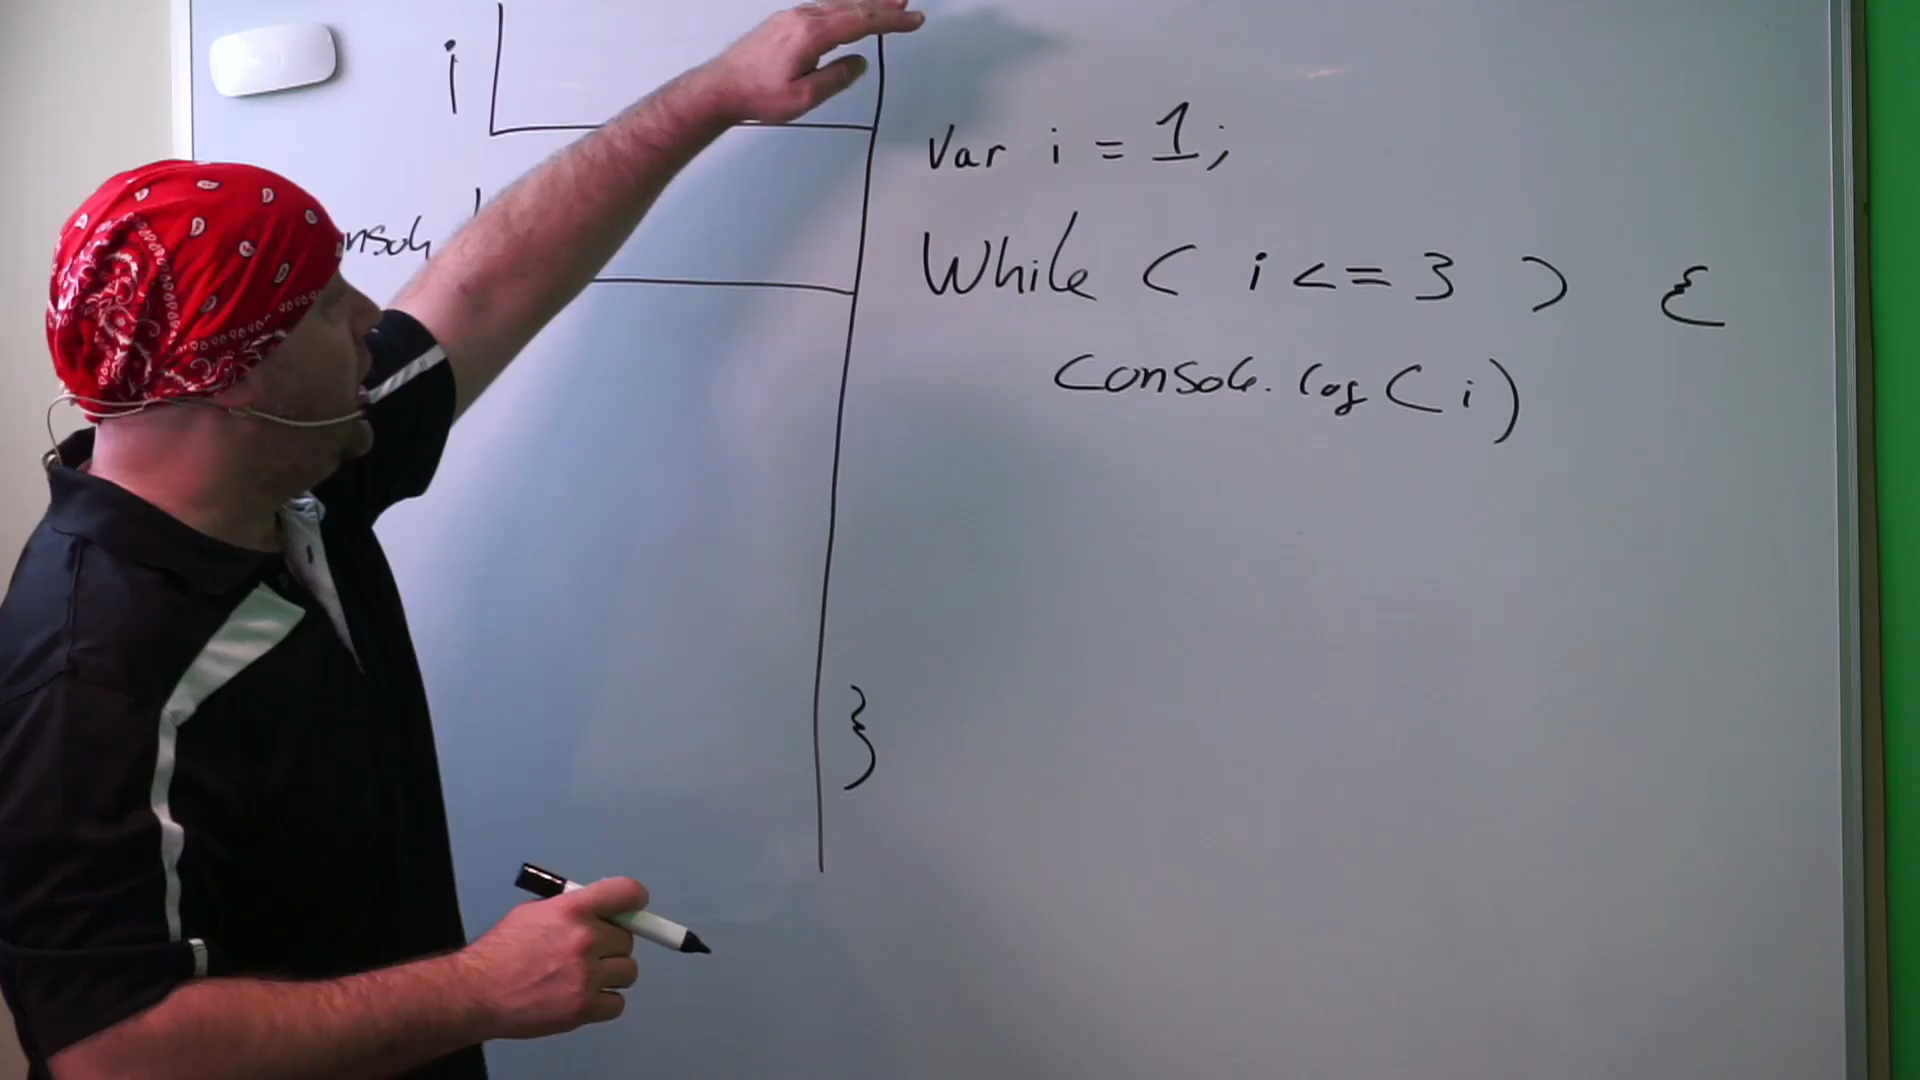 i
Var i = 1;
While ( i <= 3 ) {
Console.log( i )
}